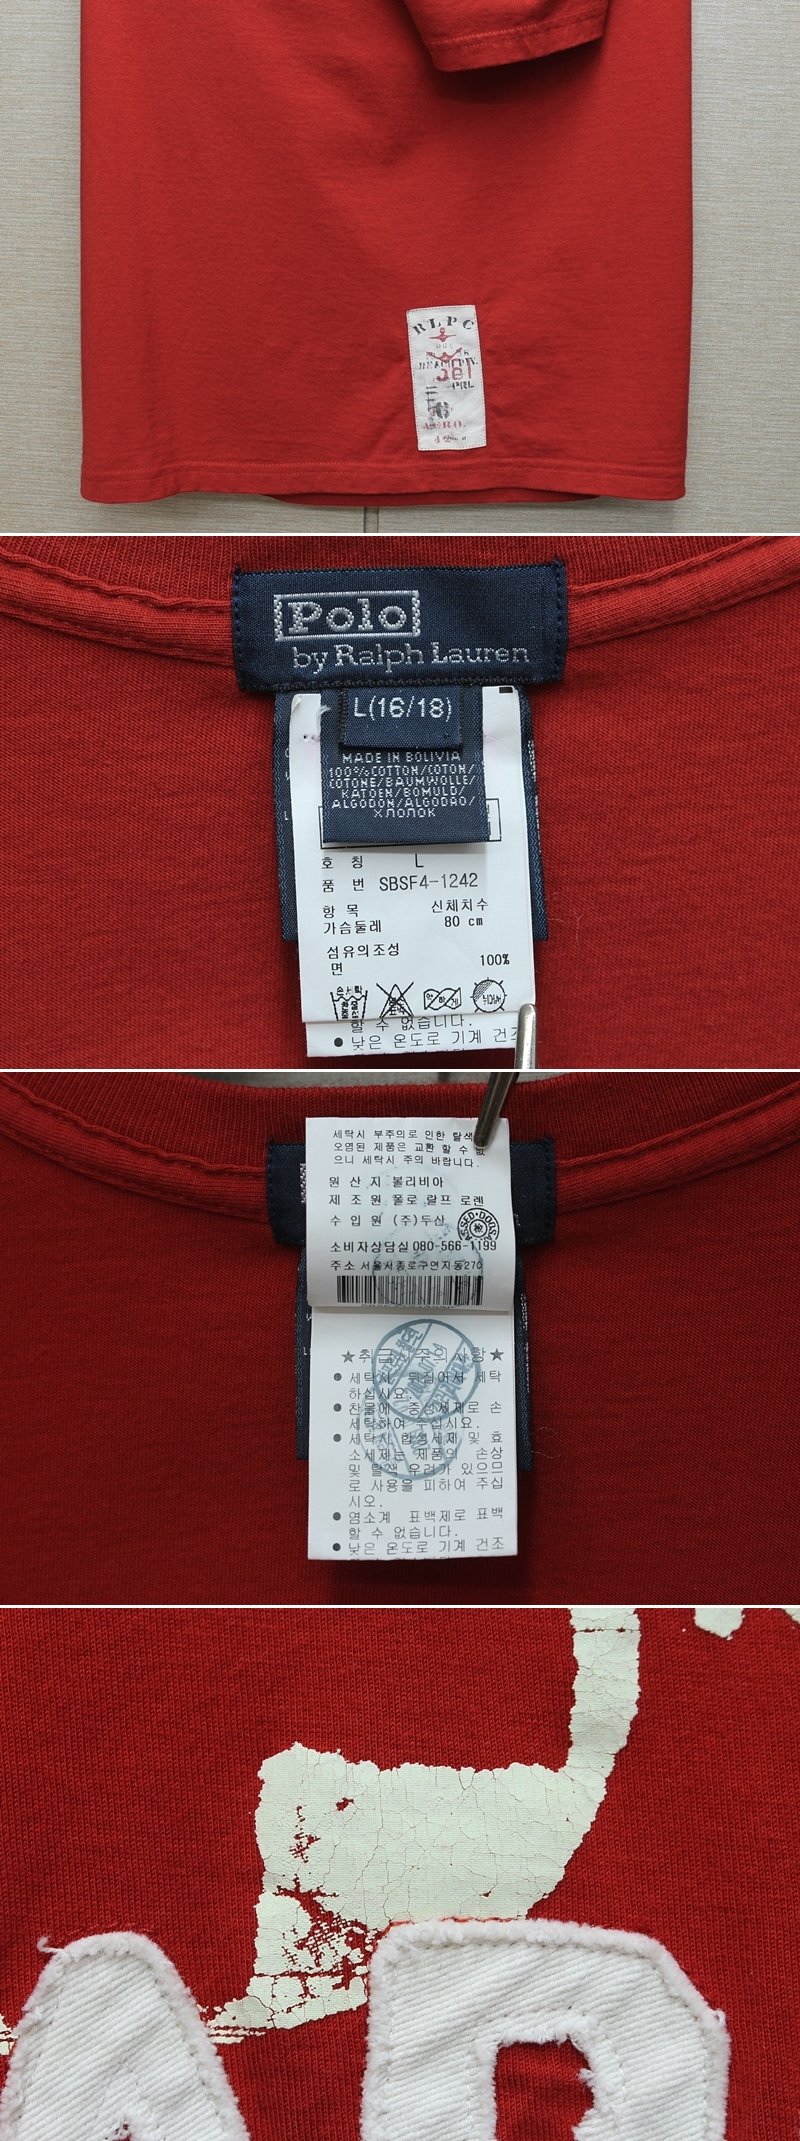 RLPC
381
AERO.
Polo
by Ralph Lauren
L(16/18)
MADE IN BOLIVIA
100%COTTON/COTON/
COTONE/BAUMWOLLE/
KATOEN/BOMULD/
ALGODON/ALGODAO/
ХЛОПОК
호 칭 L
품 번 SBSF4-1242
항 목 신체치수
가슴둘레 80 cm
섬유의조성
면 100%
손세탁
약하게
할 수 없습니다.
● 낮은 온도로 기계 건조
세탁시 부주의로 인한 탈색
오염된 제품은 교환 할 수 없
으니 세탁시 주의 바랍니다.
원 산 지 볼리비아
제 조 원 폴로 랄프 로렌
수 입 원 (주)두산
소비자상담실 080-566-1199
주소 서울시종로구연지동270
★취급 주의사항★
● 세탁시 뒤집어서 세탁
하십시요.
● 찬물에 중성세제로 손
세탁하여 주십시요.
● 세탁시 합성세제 및 효
소세제는 제품의 손상
및 탈색 우려가 있으므
로 사용을 피하여 주십
시오.
● 염소계 표백제로 표백
할 수 없습니다.
● 낮은 온도로 기계 건조